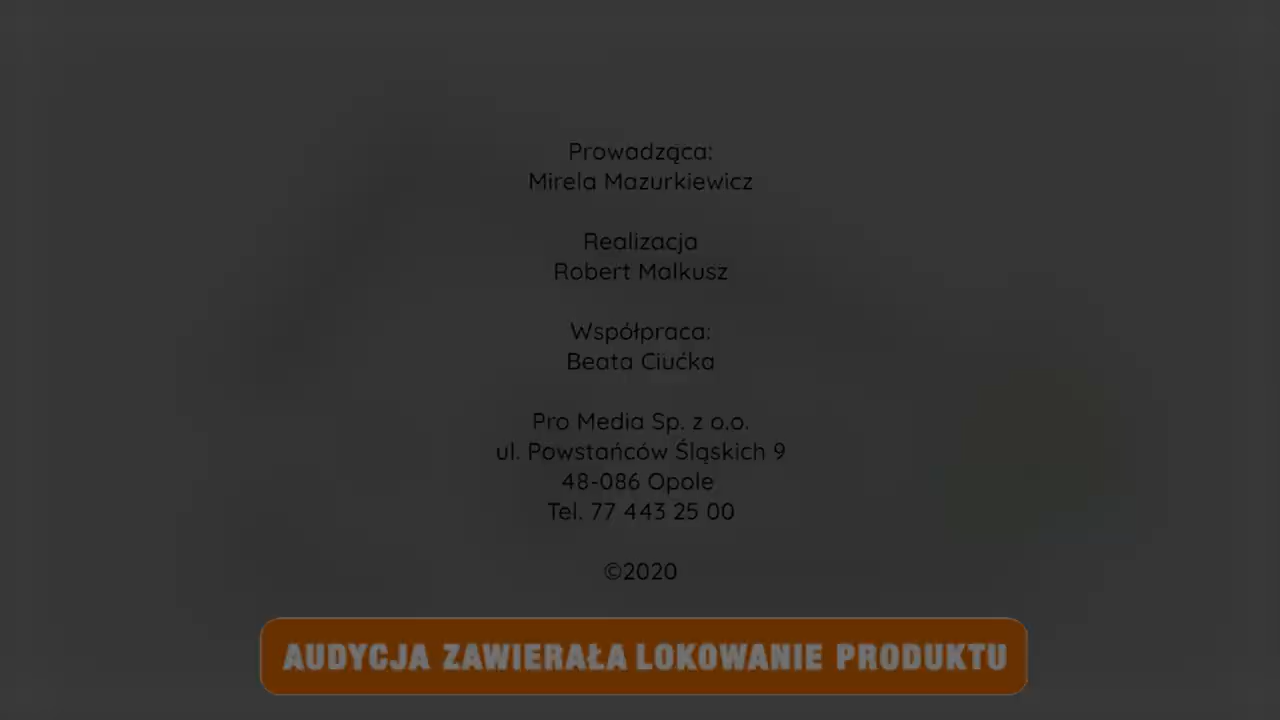 Prowadząca:
Mirela Mazurkiewicz
Realizacja
Robert Malkusz
Współpraca:
Beata Ciućka
Pro Media Sp. z o.o.
ul. Powstańców Śląskich 9
48-086 Opole
Tel. 77 443 25 00
©2020
AUDYCJA ZAWIERAŁA LOKOWANIE PRODUKTU